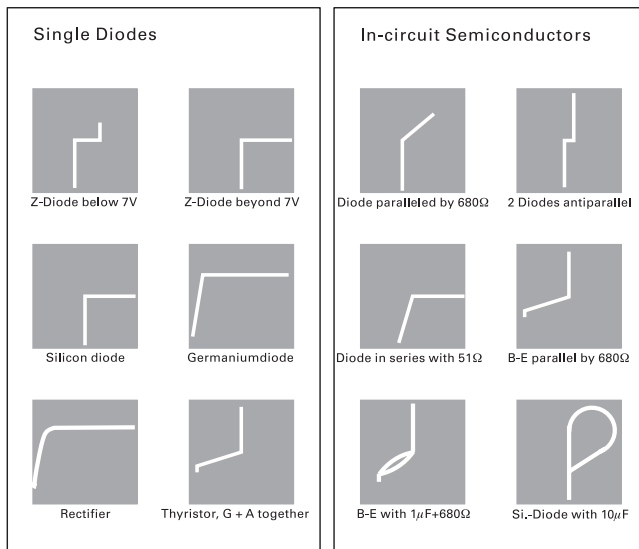 Single Diodes
Z-Diode below 7V
Z-Diode beyond 7V
Silicon diode
Germaniumdiode
Rectifier
Thyristor, G + A together
In-circuit Semiconductors
Diode paralleled by 680Ω
2 Diodes antiparallel
Diode in series with 51Ω
B-E parallel by 680Ω
B-E with 1µF+680Ω
Si.-Diode with 10µF